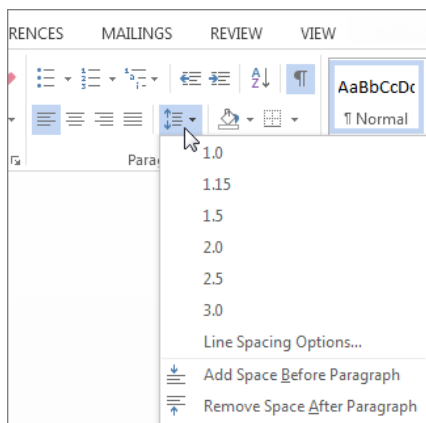 RENCES MAILINGS REVIEW VIEW
AaBbCcDc
¶ Normal
Para
1.0
1.15
1.5
2.0
2.5
3.0
Line Spacing Options...
Add Space Before Paragraph
Remove Space After Paragraph